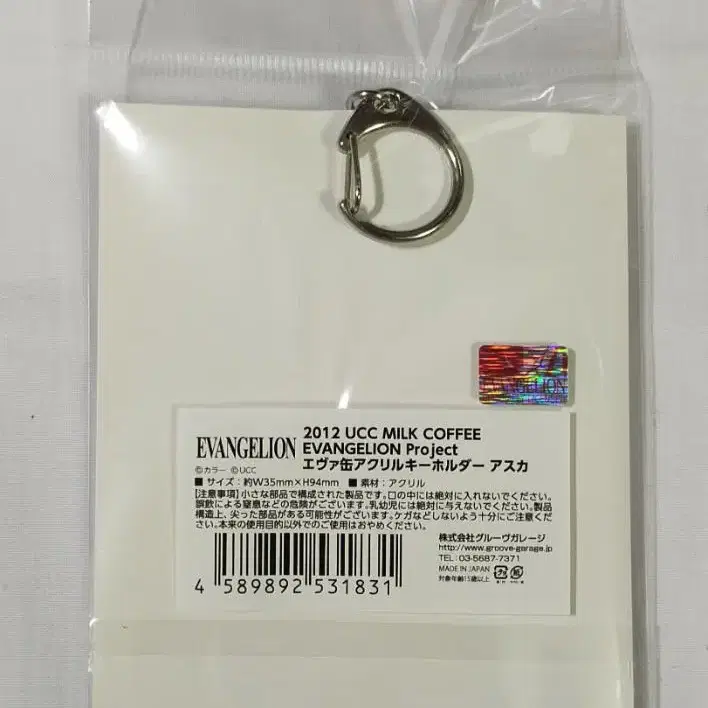 EVANGELION
EVANGELION
2012 UCC MILK COFFEE
EVANGELION Project
エヴァ缶アクリルキーホルダー アスカ
©カラー ©UCC
■ サイズ：約W35mm×H94mm ■ 素材：アクリル
[注意事項]小さな部品で構成された製品です。口の中には絶対に入れないでください。
誤飲による窒息などの危険がございます。乳幼児には絶対に与えないでください。製品
構造上、尖った部品がある可能性がございます。ケガなどしないよう十分にご注意くだ
さい。本来の使用目的以外でのご使用はおやめください。
4 589892 531831
株式会社グルーヴガレージ
http://www.groove-garage.jp
TEL：03-5687-7371
MADE IN JAPAN
対象年齢15歳以上